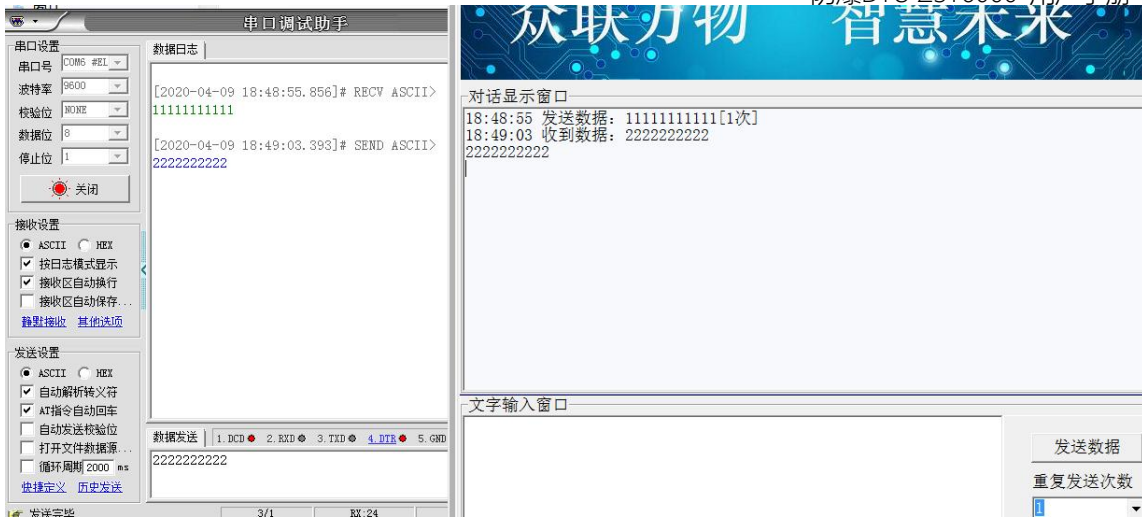 串口调试助手
串口设置
串口号 COM6 #EL
波特率 9600
校验位 NONE
数据位 8
停止位 1
关闭
接收设置
ASCII HEX
按日志模式显示
接收区自动换行
接收区自动保存...
静默接收 其他选项
发送设置
ASCII HEX
自动解析转义符
AT指令自动回车
自动发送校验位
打开文件数据源...
循环周期 2000 ms
快捷定义 历史发送
发送完毕
3/1
RX:24
数据日志
[2020-04-09 18:48:55.856]# RECV ASCII>
11111111111
[2020-04-09 18:49:03.393]# SEND ASCII>
2222222222
数据发送 1.DCD 2.RXD 3.TXD 4.DTR 5.GND
2222222222
众联万物 智慧未来
对话显示窗口
18:48:55 发送数据: 11111111111[1次]
18:49:03 收到数据: 2222222222
2222222222
文字输入窗口
发送数据
重复发送次数
1